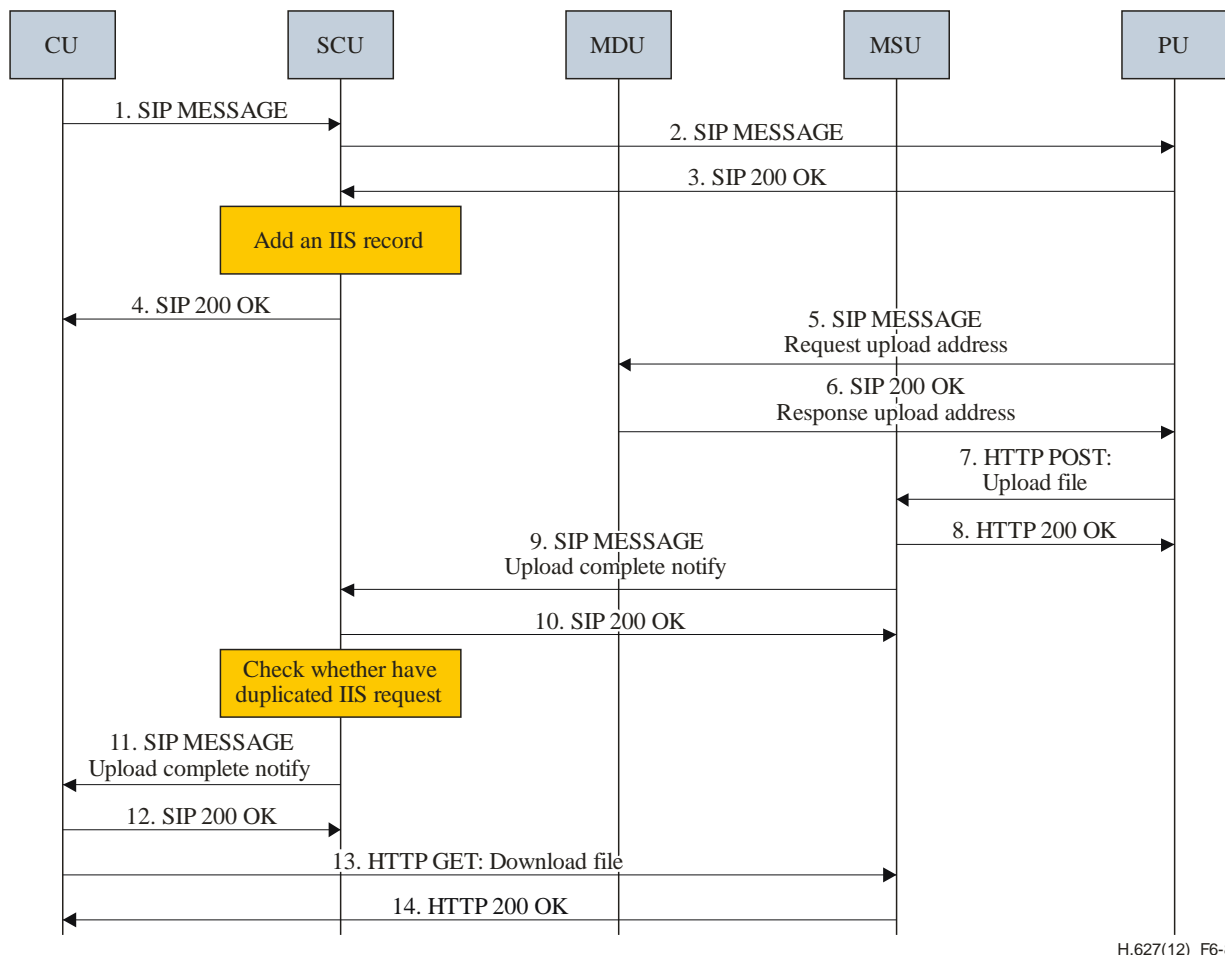 CU
SCU
MDU
MSU
PU
1. SIP MESSAGE
2. SIP MESSAGE
3. SIP 200 OK
Add an IIS record
4. SIP 200 OK
5. SIP MESSAGE
Request upload address
6. SIP 200 OK
Response upload address
7. HTTP POST:
Upload file
8. HTTP 200 OK
9. SIP MESSAGE
Upload complete notify
10. SIP 200 OK
Check whether have
duplicated IIS request
11. SIP MESSAGE
Upload complete notify
12. SIP 200 OK
13. HTTP GET: Download file
14. HTTP 200 OK